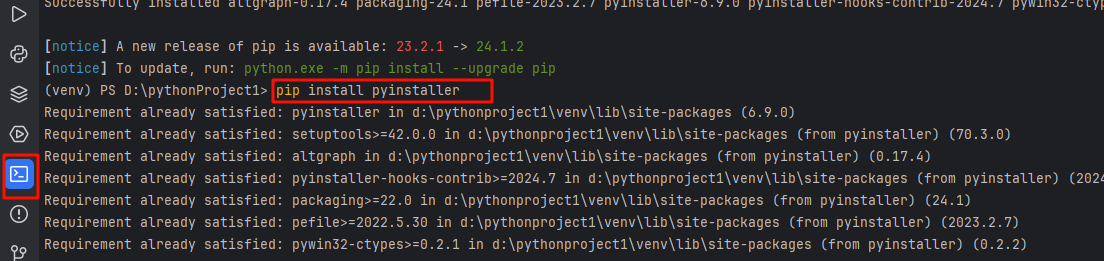 Successfully installed altgraph-0.17.4 packaging-24.1 pefile-2023.2.7 pyinstaller-6.9.0 pyinstaller-hooks-contrib-2024.7 pywin32-ctype
[notice] A new release of pip is available: 23.2.1 -> 24.1.2
[notice] To update, run: python.exe -m pip install --upgrade pip
(venv) PS D:\pythonProject1> pip install pyinstaller
Requirement already satisfied: pyinstaller in d:\pythonproject1\venv\lib\site-packages (6.9.0)
Requirement already satisfied: setuptools>=42.0.0 in d:\pythonproject1\venv\lib\site-packages (from pyinstaller) (70.3.0)
Requirement already satisfied: altgraph in d:\pythonproject1\venv\lib\site-packages (from pyinstaller) (0.17.4)
Requirement already satisfied: pyinstaller-hooks-contrib>=2024.7 in d:\pythonproject1\venv\lib\site-packages (from pyinstaller) (2024
Requirement already satisfied: packaging>=22.0 in d:\pythonproject1\venv\lib\site-packages (from pyinstaller) (24.1)
Requirement already satisfied: pefile>=2022.5.30 in d:\pythonproject1\venv\lib\site-packages (from pyinstaller) (2023.2.7)
Requirement already satisfied: pywin32-ctypes>=0.2.1 in d:\pythonproject1\venv\lib\site-packages (from pyinstaller) (0.2.2)